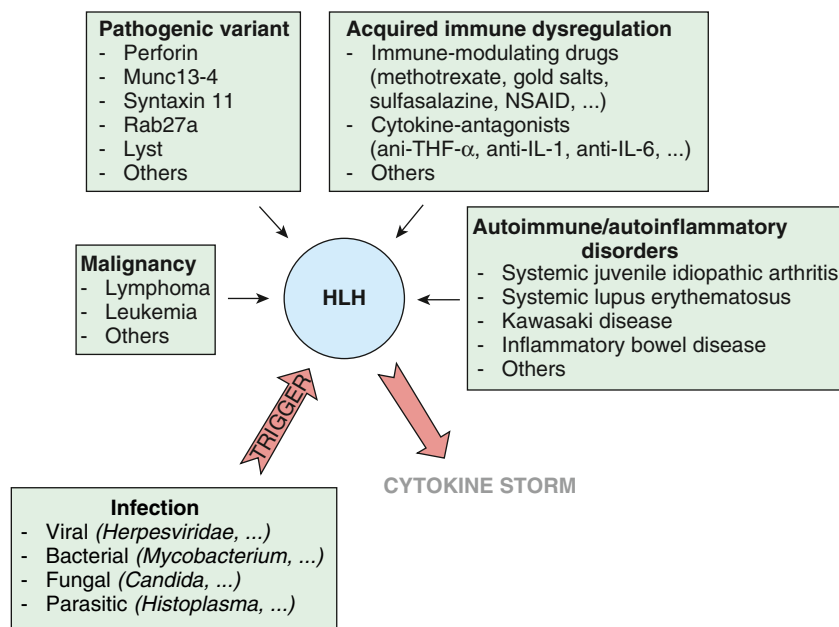 Pathogenic variant
- Perforin
- Munc13-4
- Syntaxin 11
- Rab27a
- Lyst
- Others
Acquired immune dysregulation
- Immune-modulating drugs
(methotrexate, gold salts,
sulfasalazine, NSAID, ...)
- Cytokine-antagonists
(ani-THF-α, anti-IL-1, anti-IL-6, ...)
- Others
Malignancy
- Lymphoma
- Leukemia
- Others
HLH
Autoimmune/autoinflammatory
disorders
- Systemic juvenile idiopathic arthritis
- Systemic lupus erythematosus
- Kawasaki disease
- Inflammatory bowel disease
- Others
TRIGGER
CYTOKINE STORM
Infection
- Viral (Herpesviridae, ...)
- Bacterial (Mycobacterium, ...)
- Fungal (Candida, ...)
- Parasitic (Histoplasma, ...)